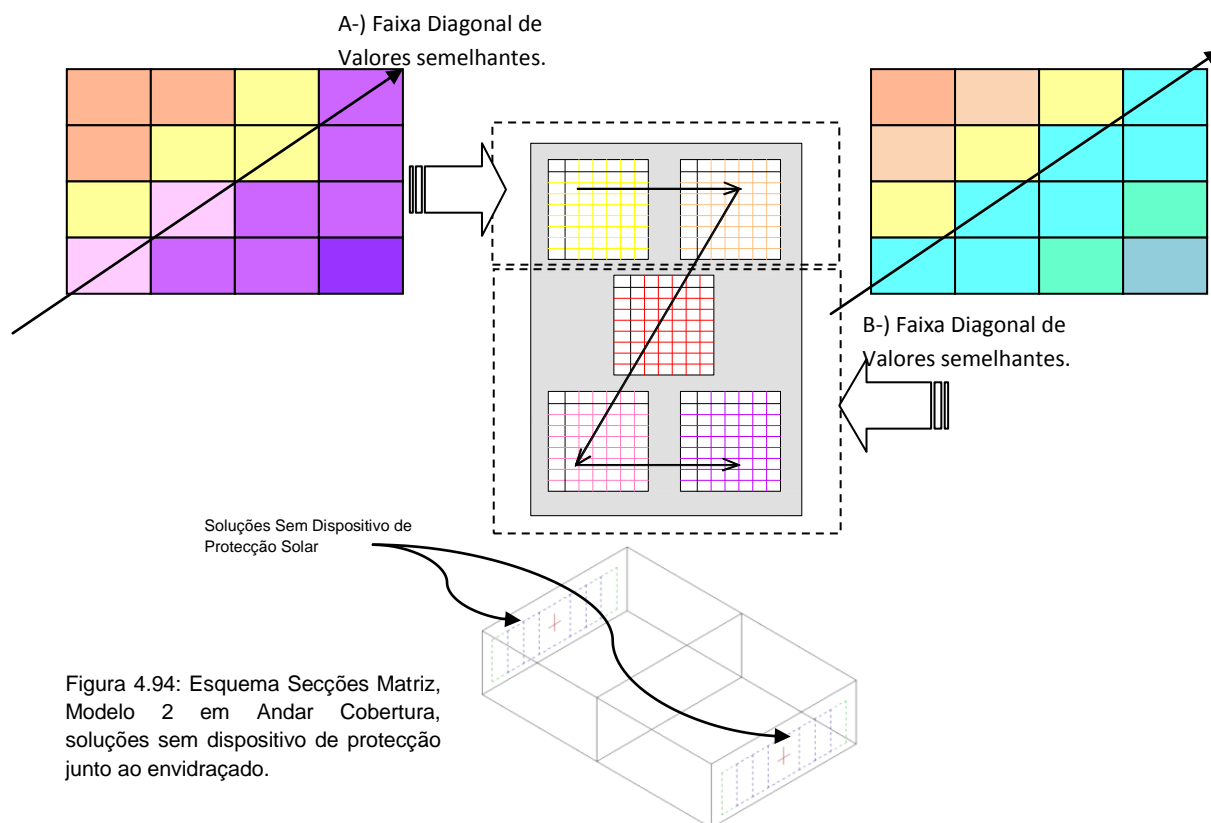 A-) Faixa Diagonal de
Valores semelhantes.
B-) Faixa Diagonal de
Valores semelhantes.
Soluções Sem Dispositivo de
Protecção Solar
Figura 4.94: Esquema Secções Matriz,
Modelo 2 em Andar Cobertura,
soluções sem dispositivo de protecção
junto ao envidraçado.